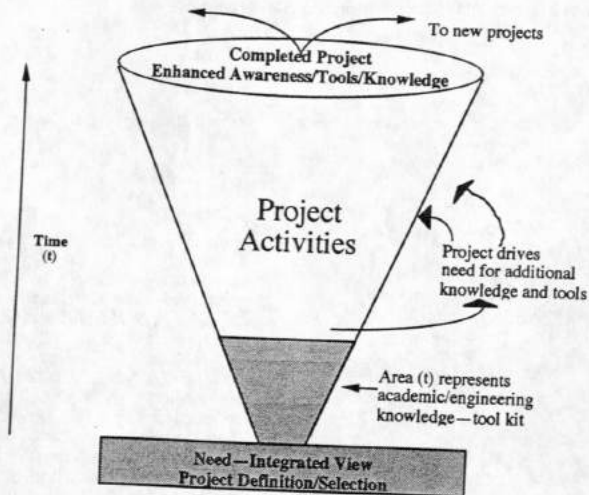 To new projects
Completed Project
Enhanced Awareness/Tools/Knowledge
Project
Activities
Time
(t)
Project drives
need for additional
knowledge and tools
Area (t) represents
academic/engineering
knowledge—tool kit
Need—Integrated View
Project Definition/Selection